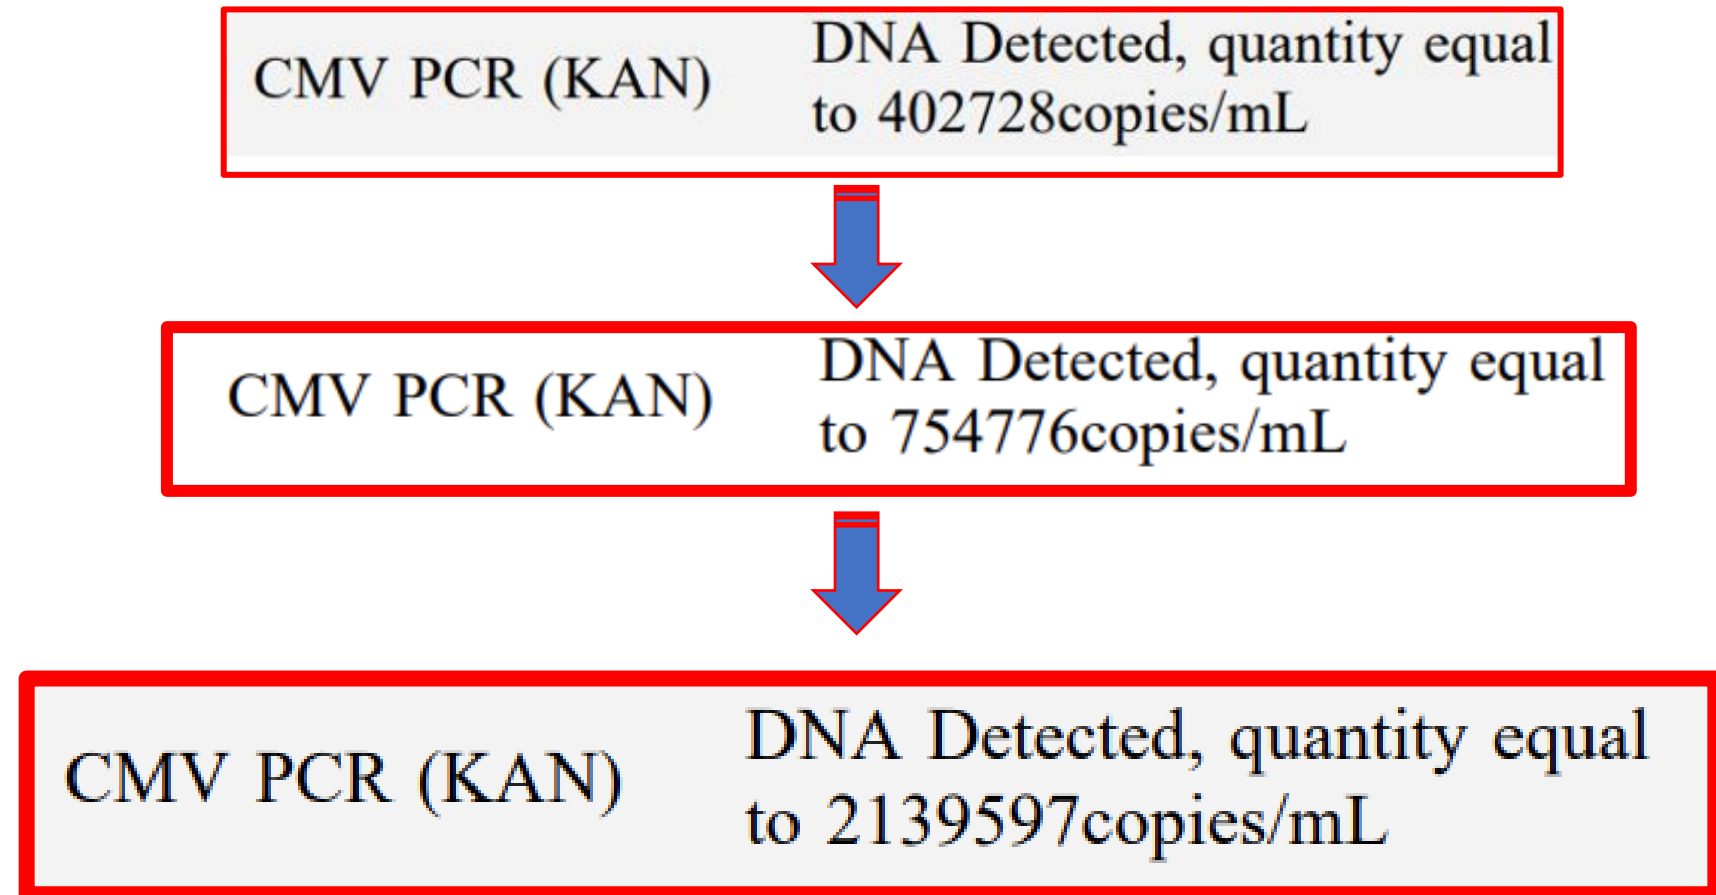 CMV PCR (KAN)
DNA Detected, quantity equal
to 402728copies/mL
CMV PCR (KAN)
DNA Detected, quantity equal
to 754776copies/mL
CMV PCR (KAN)
DNA Detected, quantity equal
to 2139597copies/mL